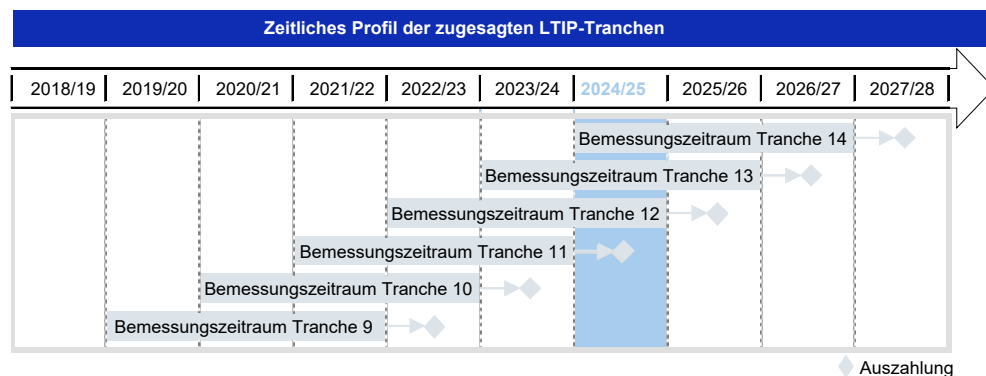 Zeitliches Profil der zugesagten LTIP-Tranchen
2018/19 2019/20 2020/21 2021/22 2022/23 2023/24 2024/25 2025/26 2026/27 2027/28
Bemessungszeitraum Tranche 14
Bemessungszeitraum Tranche 13
Bemessungszeitraum Tranche 12
Bemessungszeitraum Tranche 11
Bemessungszeitraum Tranche 10
Bemessungszeitraum Tranche 9
Auszahlung